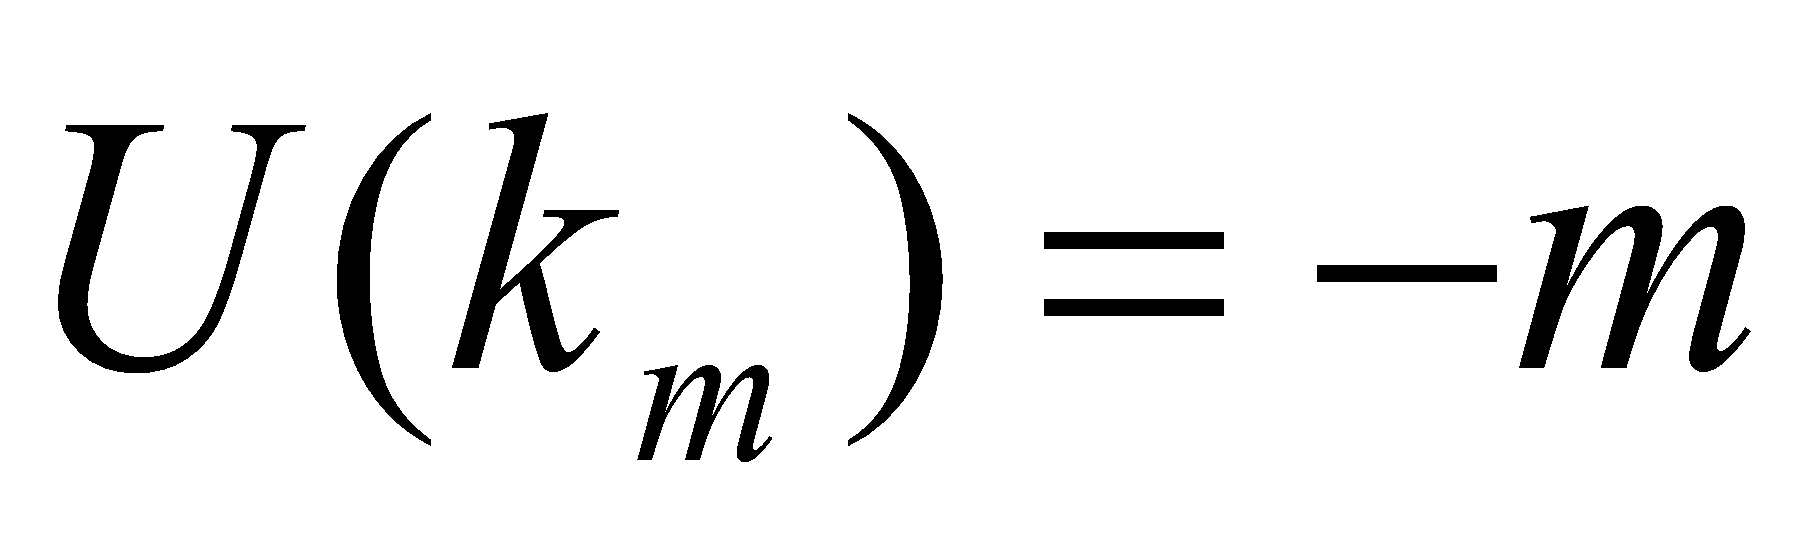 U(k_m) = −m